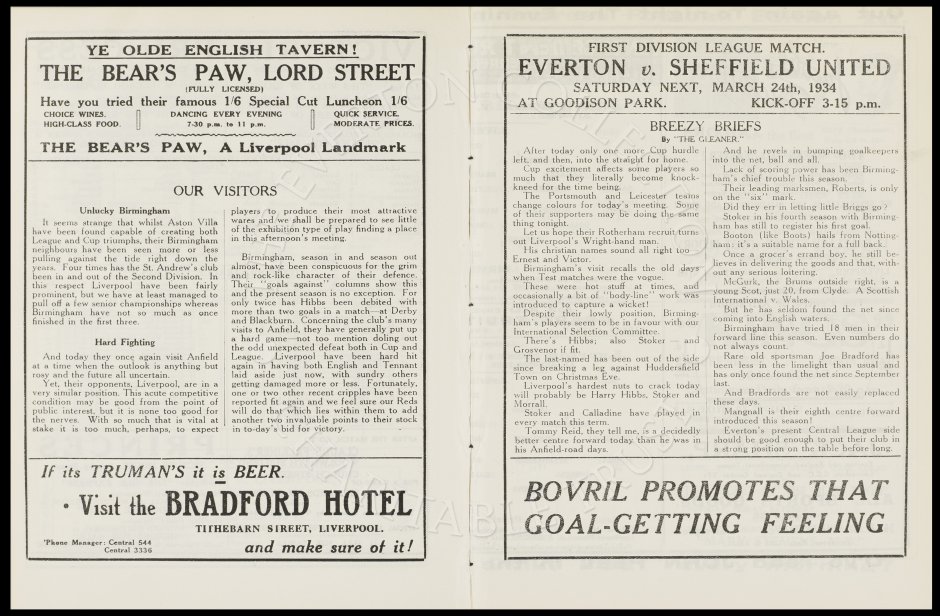 YE OLDE ENGLISH TAVERN!
THE BEAR'S PAW, LORD STREET
(FULLY LICENSED)
Have you tried their famous 1/6 Special Cut Luncheon 1/6
CHOICE WINES.
HIGH-CLASS FOOD.
DANCING EVERY EVENING
7-30 p.m. to 11 p.m.
QUICK SERVICE.
MODERATE PRICES.
THE BEAR'S PAW, A Liverpool Landmark
OUR VISITORS
Unlucky Birmingham
It seems strange that whilst Aston Villa
have been found capable of creating both
League and Cup triumphs, their Birmingham
neighbours have been seen more or less
pulling against the tide right down the
years. Four times has the St. Andrew's club
been in and out of the Second Division. In
this respect Liverpool have been fairly
prominent, but we have at least managed to
pull off a few senior championships whereas
Birmingham have not so much as once
finished in the first three.
Hard Fighting
And today they once again visit Anfield
at a time when the outlook is anything but
rosy and the future all uncertain.
Yet, their opponents, Liverpool, are in a
very similar position. This acute competitive
condition may be good from the point of
public interest, but it is none too good for
the nerves. With so much that is vital at
stake it is too much, perhaps, to expect
players to produce their most attractive
wares and we shall be prepared to see little
of the exhibition type of play finding a place
in this afternoon's meeting.
Birmingham, season in and season out
almost, have been conspicuous for the grim
and rock-like character of their defence.
Their "goals against" columns show this
and the present season is no exception. For
only twice has Hibbs been debited with
more than two goals in a match—at Derby
and Blackburn. Concerning the club's many
visits to Anfield, they have generally put up
a hard game—not too mention doling out
the odd unexpected defeat both in Cup and
League. Liverpool have been hard hit
again in having both English and Tennant
laid aside just now, with sundry others
getting damaged more or less. Fortunately,
one or two other recent cripples have been
reported fit again and we feel sure our Reds
will do that which lies within them to add
another two invaluable points to their stock
in to-day's bid for victory.
If its TRUMAN'S it is BEER.
· Visit the BRADFORD HOTEL
TITHEBARN STREET, LIVERPOOL.
'Phone Manager: Central 544
Central 3336
and make sure of it!
FIRST DIVISION LEAGUE MATCH.
EVERTON v. SHEFFIELD UNITED
SATURDAY NEXT, MARCH 24th, 1934
AT GOODISON PARK. KICK-OFF 3-15 p.m.
BREEZY BRIEFS
By "THE GLEANER."
After today only one more Cup hurdle
left, and then, into the straight for home.
Cup excitement affects some players so
much that they literally become knock-
kneed for the time being.
The Portsmouth and Leicester teams
change colours for today's meeting. Some
of their supporters may be doing the same
thing tonight.
Let us hope their Rotherham recruit turns
out Liverpool's Wright-hand man.
His christian names sound all right too—
Ernest and Victor.
Birmingham's visit recalls the old days
when Test matches were the vogue.
These were hot stuff at times, and
occasionally a bit of "body-line" work was
introduced to capture a wicket!
Despite their lowly position, Birming-
ham's players seem to be in favour with our
International Selection Committee.
There's Hibbs; also Stoker and
Grosvenor if fit.
The last-named has been out of the side
since breaking a leg against Huddersfield
Town on Christmas Eve.
Liverpool's hardest nuts to crack today
will probably be Harry Hibbs, Stoker and
Morrall.
Stoker and Calladine have played in
every match this term.
Tommy Reid, they tell me, is a decidedly
better centre forward today than he was in
his Anfield-road days.
And he revels in bumping goalkeepers
into the net, ball and all.
Lack of scoring power has been Birming-
ham's chief trouble this season.
Their leading marksmen, Roberts, is only
on the "six" mark.
Did they err in letting little Briggs go?
Stoker in his fourth season with Birming-
ham has still to register his first goal.
Booton (like Boots) hails from Notting-
ham: it's a suitable name for a full back.
Once a grocer's errand boy, he still be-
lieves in delivering the goods and that, with-
out any serious loitering.
McGurk, the Brums outside right, is a
young Scot, just 20, from Clyde. A Scottish
International v. Wales.
But he has seldom found the net since
coming into English waters.
Birmingham have tried 18 men in their
forward line this season. Even numbers do
not always count.
Rare old sportsman Joe Bradford has
been less in the limelight than usual and
has only once found the net since September
last.
And Bradfords are not easily replaced
these days.
Mangnall is their eighth centre forward
introduced this season!
Everton's present Central League side
should be good enough to put their club in
a strong position on the table before long.
BOVRIL PROMOTES THAT
GOAL-GETTING FEELING